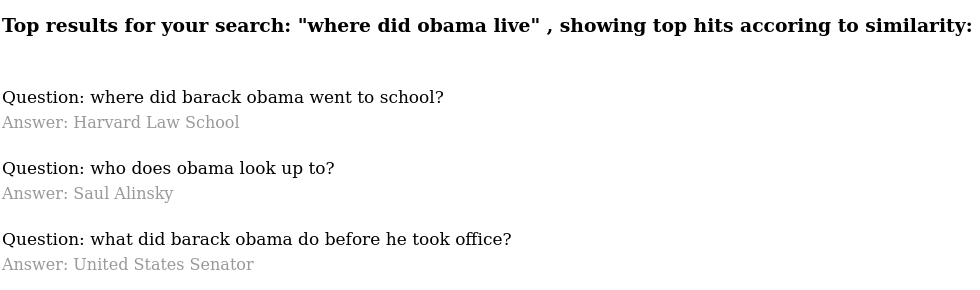 Top results for your search: "where did obama live" , showing top hits accoring to similarity:
Question: where did barack obama went to school?
Answer: Harvard Law School
Question: who does obama look up to?
Answer: Saul Alinsky
Question: what did barack obama do before he took office?
Answer: United States Senator